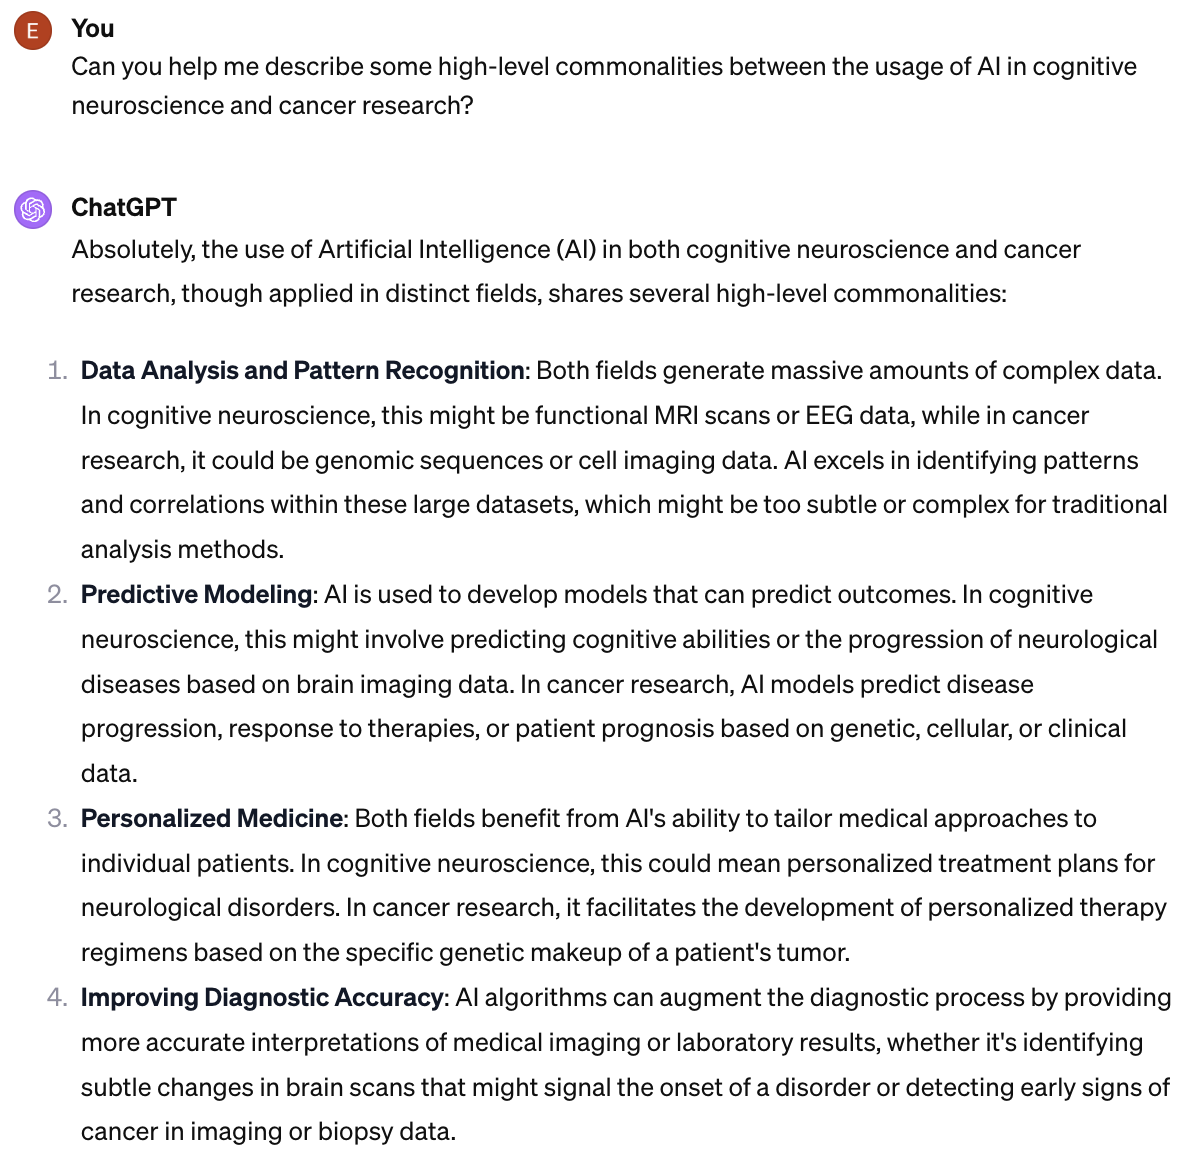 E
You
Can you help me describe some high-level commonalities between the usage of AI in cognitive
neuroscience and cancer research?
ChatGPT
Absolutely, the use of Artificial Intelligence (AI) in both cognitive neuroscience and cancer
research, though applied in distinct fields, shares several high-level commonalities:
1. Data Analysis and Pattern Recognition: Both fields generate massive amounts of complex data.
In cognitive neuroscience, this might be functional MRI scans or EEG data, while in cancer
research, it could be genomic sequences or cell imaging data. AI excels in identifying patterns
and correlations within these large datasets, which might be too subtle or complex for traditional
analysis methods.
2. Predictive Modeling: AI is used to develop models that can predict outcomes. In cognitive
neuroscience, this might involve predicting cognitive abilities or the progression of neurological
diseases based on brain imaging data. In cancer research, AI models predict disease
progression, response to therapies, or patient prognosis based on genetic, cellular, or clinical
data.
3. Personalized Medicine: Both fields benefit from AI's ability to tailor medical approaches to
individual patients. In cognitive neuroscience, this could mean personalized treatment plans for
neurological disorders. In cancer research, it facilitates the development of personalized therapy
regimens based on the specific genetic makeup of a patient's tumor.
4. Improving Diagnostic Accuracy: AI algorithms can augment the diagnostic process by providing
more accurate interpretations of medical imaging or laboratory results, whether it's identifying
subtle changes in brain scans that might signal the onset of a disorder or detecting early signs of
cancer in imaging or biopsy data.